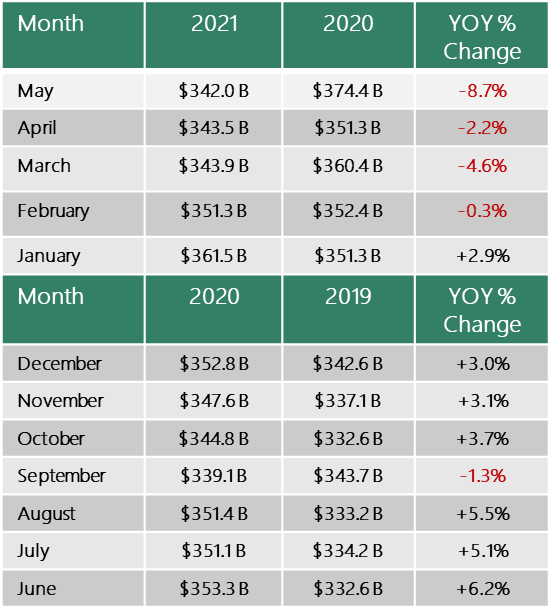 Month 2021 2020 YOY %
Change
May $342.0 B $374.4 B -8.7%
April $343.5 B $351.3 B -2.2%
March $343.9 B $360.4 B -4.6%
February $351.3 B $352.4 B -0.3%
January $361.5 B $351.3 B +2.9%
Month 2020 2019 YOY %
Change
December $352.8 B $342.6 B +3.0%
November $347.6 B $337.1 B +3.1%
October $344.8 B $332.6 B +3.7%
September $339.1 B $343.7 B -1.3%
August $351.4 B $333.2 B +5.5%
July $351.1 B $334.2 B +5.1%
June $353.3 B $332.6 B +6.2%